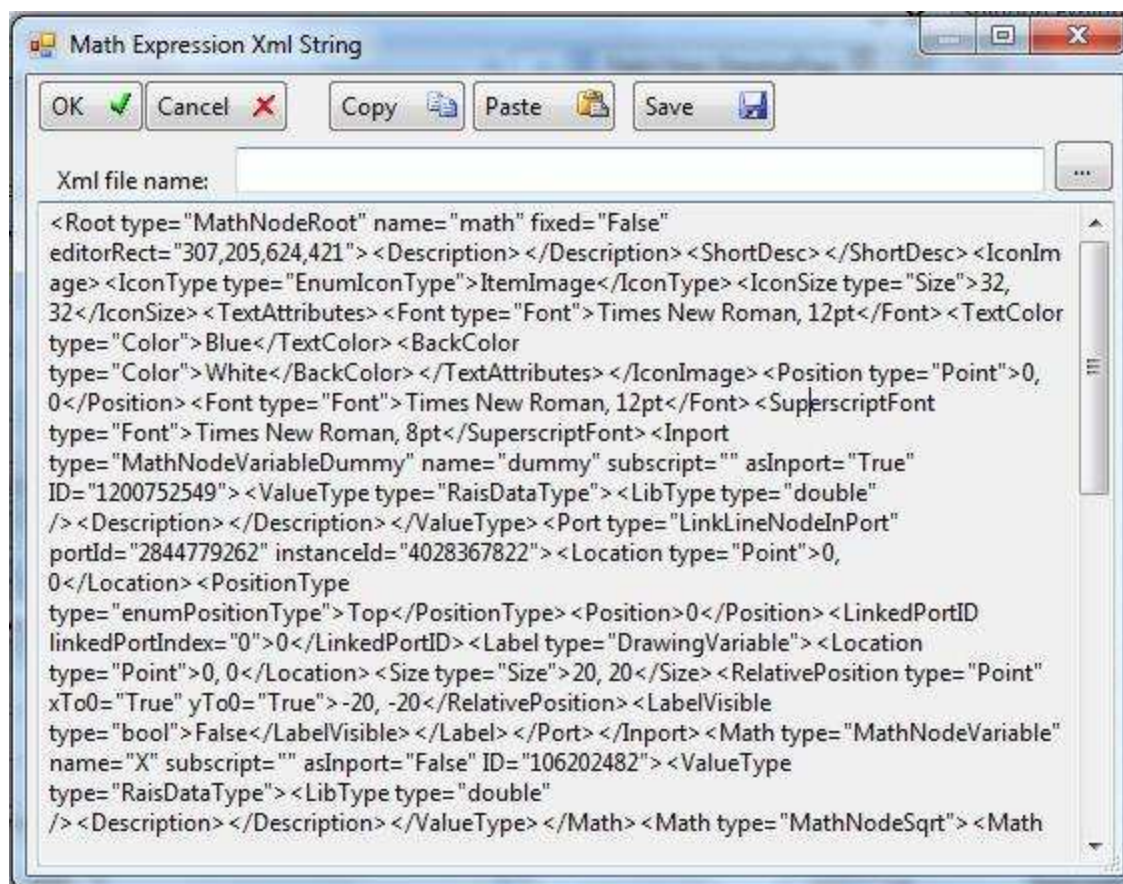 Math Expression Xml String
OK Cancel Copy Paste Save
Xml file name: ...
<Root type="MathNodeRoot" name="math" fixed="False"
editorRect="307,205,624,421"><Description></Description><ShortDesc></ShortDesc><IconIm
age><IconType type="EnumIconType">ItemImage</IconType><IconSize type="Size">32,
32</IconSize><TextAttributes><Font type="Font">Times New Roman, 12pt</Font><TextColor
type="Color">Blue</TextColor><BackColor
type="Color">White</BackColor></TextAttributes></IconImage><Position type="Point">0,
0</Position><Font type="Font">Times New Roman, 12pt</Font><SuperscriptFont
type="Font">Times New Roman, 8pt</SuperscriptFont><Inport
type="MathNodeVariableDummy" name="dummy" subscript="" asInport="True"
ID="1200752549"><ValueType type="RaisDataType"><LibType type="double"
/><Description></Description></ValueType><Port type="LinkLineNodeInPort"
portId="2844779262" instanceId="4028367822"><Location type="Point">0,
0</Location><PositionType
type="enumPositionType">Top</PositionType><Position>0</Position><LinkedPortID
linkedPortIndex="0">0</LinkedPortID><Label type="DrawingVariable"><Location
type="Point">0, 0</Location><Size type="Size">20, 20</Size><RelativePosition type="Point"
xTo0="True" yTo0="True">-20, -20</RelativePosition><LabelVisible
type="bool">False</LabelVisible></Label></Port></Inport><Math type="MathNodeVariable"
name="X" subscript="" asInport="False" ID="106202482"><ValueType
type="RaisDataType"><LibType type="double"
/><Description></Description></ValueType></Math><Math type="MathNodeSqrt"><Math